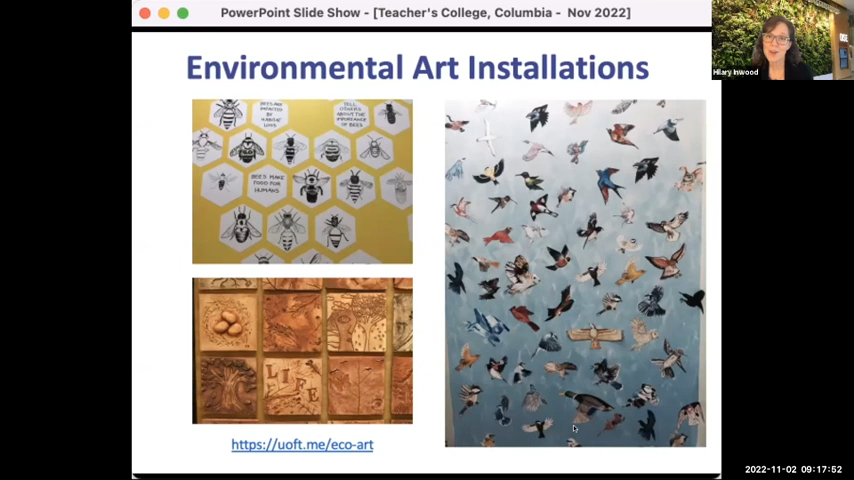 PowerPoint Slide Show - [Teacher's College, Columbia - Nov 2022]
Hilary Inwood
Environmental Art Installations
BEES ARE
IMPACTED
BY
TELL
OTHERS
ABOUT THE
IMPORTANCE
OF BEES
BEES MAKE
FOOD FOR
HUMANS
LIFE
https://uoft.me/eco-art
2022-11-02 09:17:52